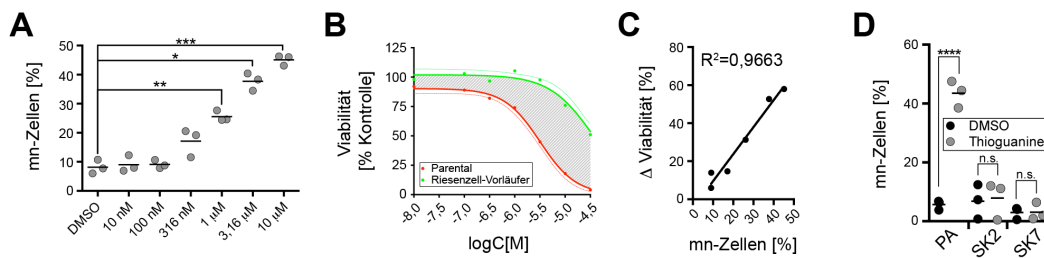 A
mn-Zellen [%]
50
40
30
20
10
0
***
*
**
DMSO
10 nM
100 nM
316 nM
1 µM
3,16 µM
10 µM
B
Viabilität
[% Kontrolle]
125
100
75
50
25
0
Parental
Riesenzell-Vorläufer
-8,0
-7,5
-7,0
-6,5
-6,0
-5,5
-5,0
-4,5
logC[M]
C
Δ Viabilität [%]
80
60
40
20
0
R²=0,9663
0
10
20
30
40
50
mn-Zellen [%]
D
mn-Zellen [%]
60
40
20
0
****
DMSO
Thioguanine
n.s.
n.s.
PA
SK2
SK7